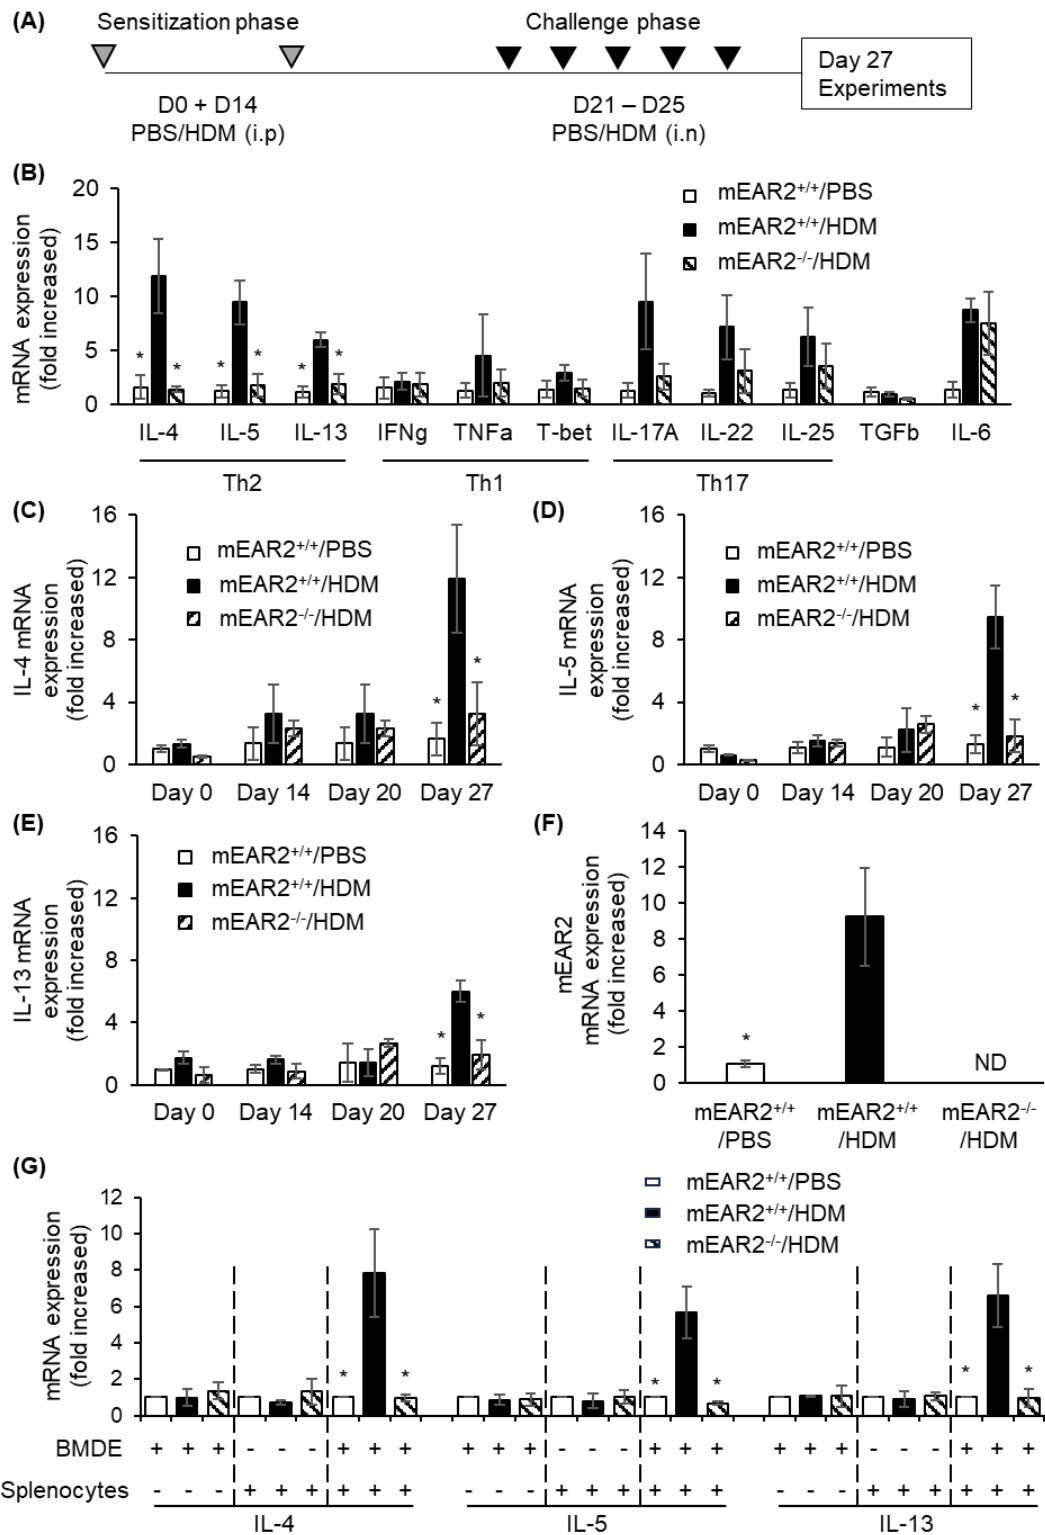 (A)
Sensitization phase
Challenge phase
D0 + D14
PBS/HDM (i.p)
D21 – D25
PBS/HDM (i.n)
Day 27
Experiments
(B)
mRNA expression
(fold increased)
20
15
10
5
0
mEAR2+/+/PBS
mEAR2+/+/HDM
mEAR2-/-/HDM
* * * * * *
IL-4 IL-5 IL-13 IFNg TNFa T-bet IL-17A IL-22 IL-25 TGFb IL-6
Th2 Th1 Th17
(C)
IL-4 mRNA
expression
(fold increased)
16
12
8
4
0
mEAR2+/+/PBS
mEAR2+/+/HDM
mEAR2-/-/HDM
* *
Day 0 Day 14 Day 20 Day 27
(D)
IL-5 mRNA
expression
(fold increased)
16
12
8
4
0
mEAR2+/+/PBS
mEAR2+/+/HDM
mEAR2-/-/HDM
* *
Day 0 Day 14 Day 20 Day 27
(E)
IL-13 mRNA
expression
(fold increased)
16
12
8
4
0
mEAR2+/+/PBS
mEAR2+/+/HDM
mEAR2-/-/HDM
* *
Day 0 Day 14 Day 20 Day 27
(F)
mEAR2
mRNA expression
(fold increased)
14
12
10
8
6
4
2
0
*
ND
mEAR2+/+ mEAR2+/+ mEAR2-/-
/PBS /HDM /HDM
(G)
mRNA expression
(fold increased)
12
10
8
6
4
2
0
mEAR2+/+/PBS
mEAR2+/+/HDM
mEAR2-/-/HDM
* * * * * *
BMDE + + + - - - + + + + + + - - - + + + + + + - - - + + +
Splenocytes - - - + + + + + + - - - + + + + + + - - - + + + + + +
IL-4 IL-5 IL-13